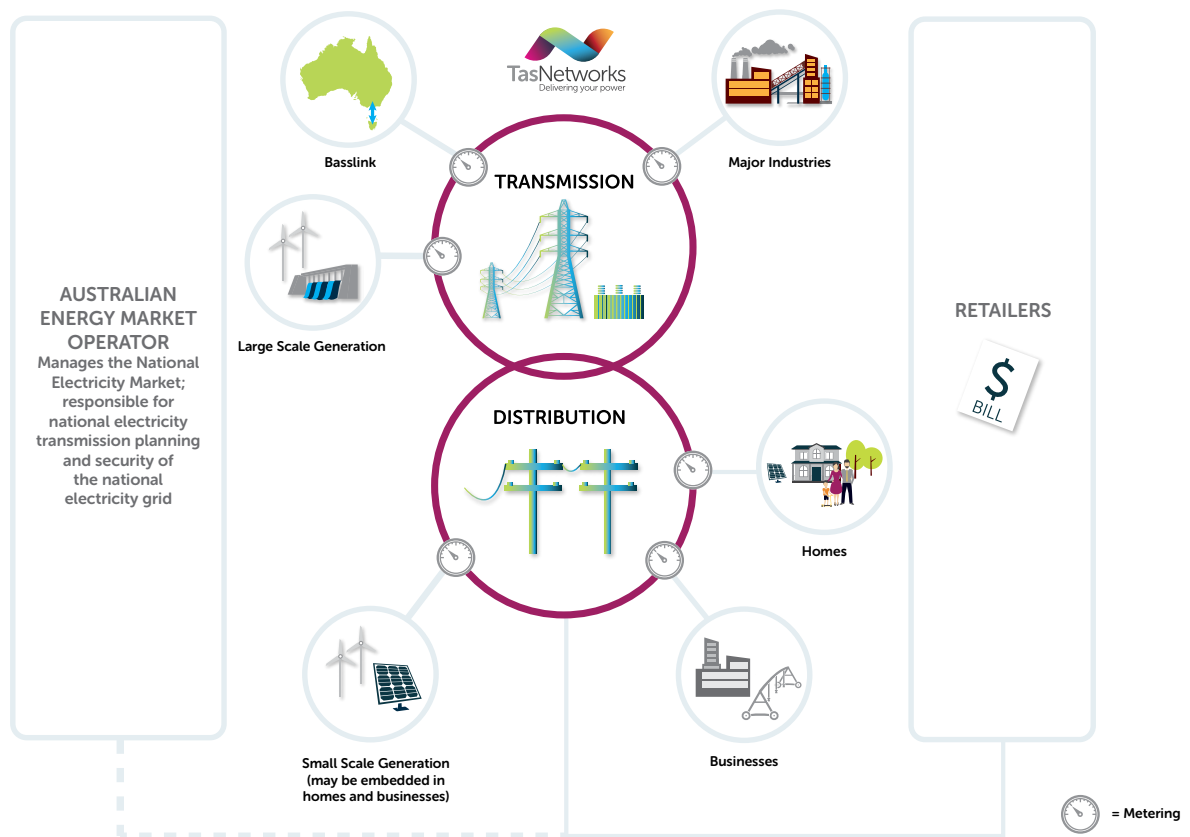 TasNetworks
Delivering your power
Basslink
Major Industries
TRANSMISSION
Large Scale Generation
AUSTRALIAN
ENERGY MARKET
OPERATOR
Manages the National
Electricity Market;
responsible for
national electricity
transmission planning
and security of
the national
electricity grid
RETAILERS
$
BILL
DISTRIBUTION
Homes
Small Scale Generation
(may be embedded in
homes and businesses)
Businesses
= Metering